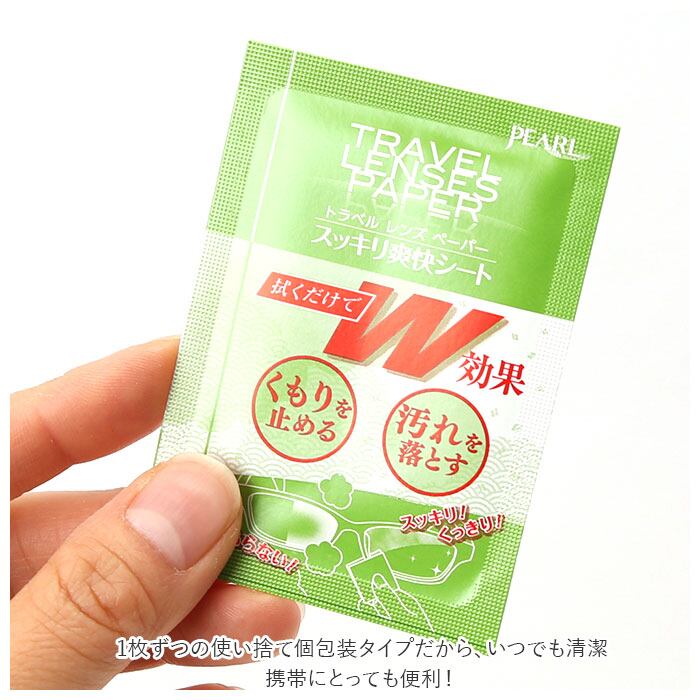 PEARL
TRAVEL
LENSES
PAPER
トラベル レンズ ペーパー
スッキリ爽快シート
拭くだけで
W
効果
くもりを
止める
汚れを
落とす
スッキリ!
くっきり!
らない!
1枚ずつの使い捨て個包装タイプだから、いつでも清潔
携帯にとっても便利!